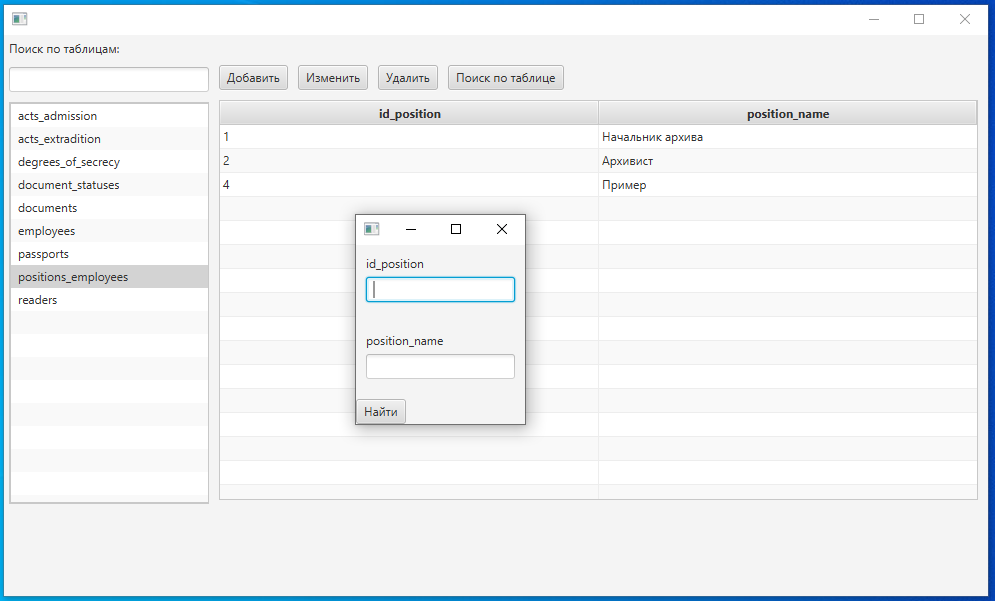 Поиск по таблицам:
Добавить
Изменить
Удалить
Поиск по таблице
acts_admission
acts_extradition
degrees_of_secrecy
document_statuses
documents
employees
passports
positions_employees
readers
id_position position_name
1 Начальник архива
2 Архивист
4 Пример
id_position
position_name
Найти